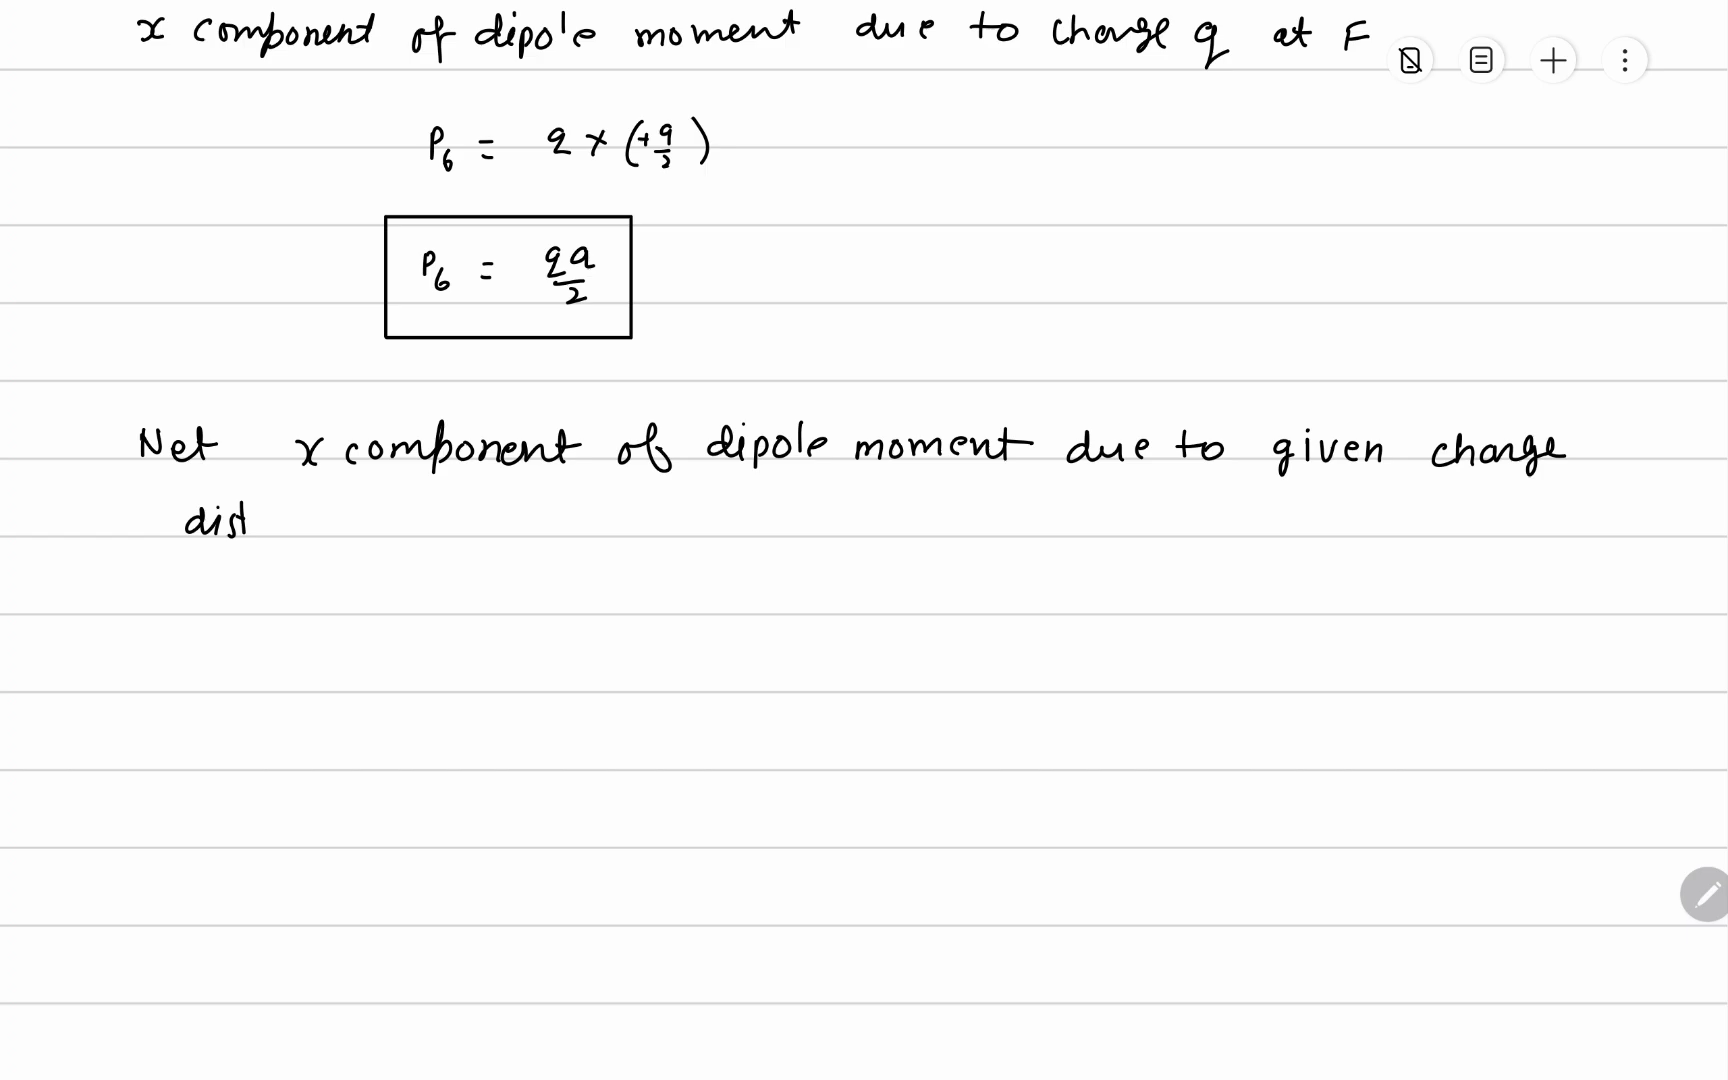 x component of dipole moment due to charge q at F
P₆ = q × (+a/2)
P₆ = qa/2
Net x component of dipole moment due to given charge
dist